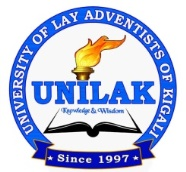 UNIVERSITY OF LAY ADVENTISTS OF KIGALI
UNILAK
Knowledge & Wisdom
★ Since 1997 ★